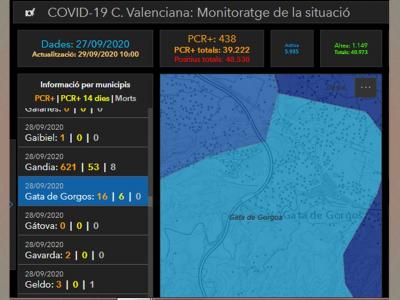 COVID-19 C. Valenciana: Monitoratge de la situació
Dades: 27/09/2020
Actualització: 29/09/2020 10:00
PCR+: 438
PCR+ totals: 39.222
Positius totals: 48.538
Actius
5.935
Altes: 1.149
Totals: 40.973
Informació per municipis
PCR+ | PCR+ 14 dies | Morts
Gaianes: 0 | 0 | 0
28/09/2020
Gaibiel: 1 | 0 | 0
28/09/2020
Gandia: 621 | 53 | 8
28/09/2020
Gata de Gorgos: 16 | 6 | 0
28/09/2020
Gátova: 0 | 0 | 0
28/09/2020
Gavarda: 2 | 0 | 0
28/09/2020
Geldo: 3 | 0 | 1
Gata de Gorgos
Gata de Gorgos